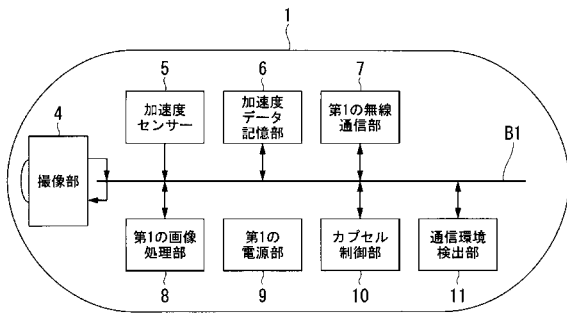 1
5
6
7
4
加速度
センサー
加速度
データ
記憶部
第1の無線
通信部
B1
撮像部
第1の画像
処理部
第1の
電源部
カプセル
制御部
通信環境
検出部
8
9
10
11